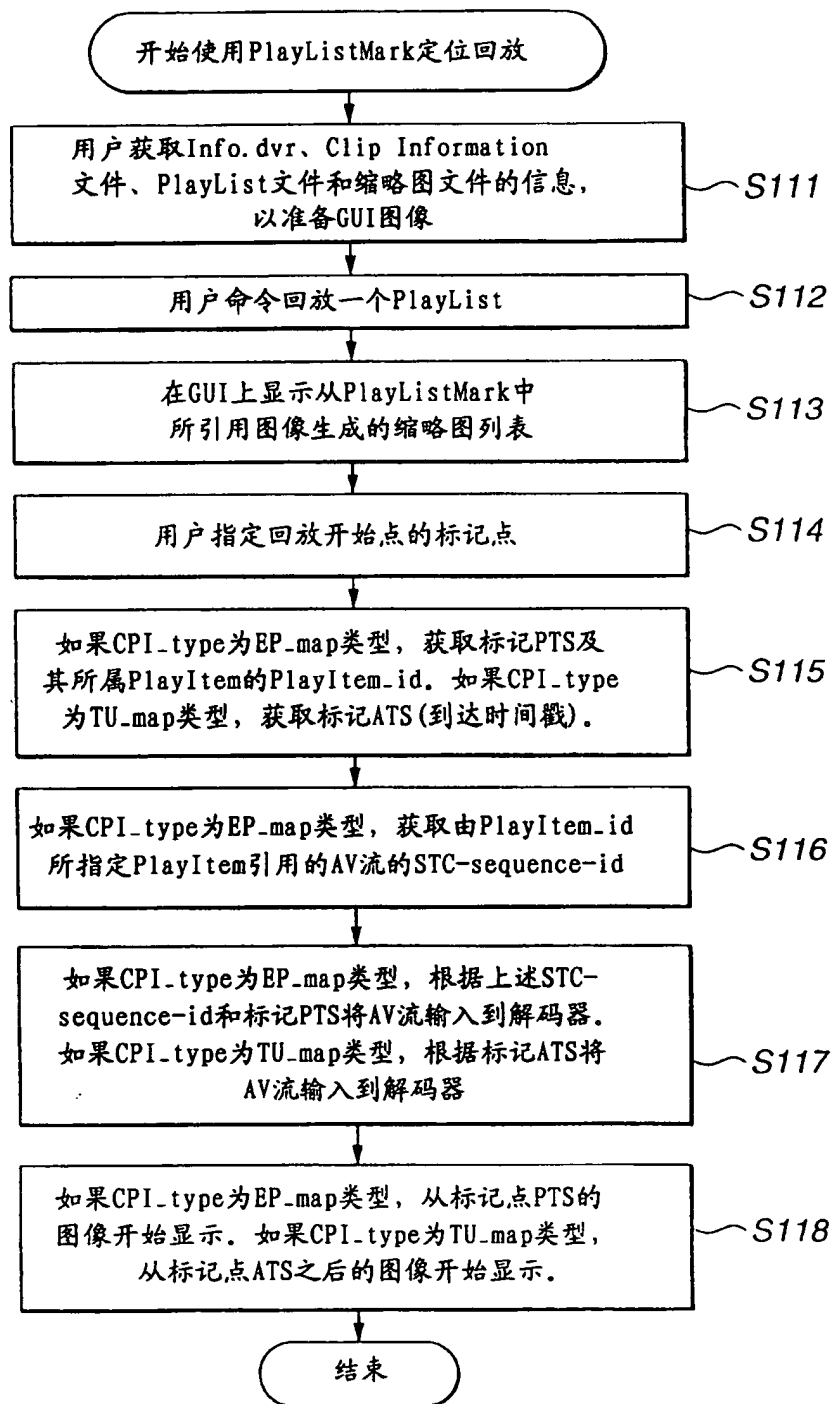 开始使用PlayListMark定位回放
用户获取Info.dvr、Clip Information
文件、PlayList文件和缩略图文件的信息,
以准备GUI图像
S111
用户命令回放一个PlayList
S112
在GUI上显示从PlayListMark中
所引用图像生成的缩略图列表
S113
用户指定回放开始点的标记点
S114
如果CPI_type为EP_map类型，获取标记PTS及
其所属PlayItem的PlayItem_id. 如果CPI_type
为TU_map类型，获取标记ATS(到达时间戳).
S115
如果CPI_type为EP_map类型，获取由PlayItem_id
所指定PlayItem引用的AV流的STC-sequence-id
S116
如果CPI_type为EP_map类型，根据上述STC-
sequence-id和标记PTS将AV流输入到解码器.
如果CPI_type为TU_map类型，根据标记ATS将
AV流输入到解码器
S117
如果CPI_type为EP_map类型，从标记点PTS的
图像开始显示. 如果CPI_type为TU_map类型，
从标记点ATS之后的图像开始显示.
S118
结束